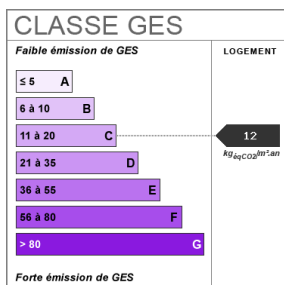 CLASSE GES
Faible émission de GES
LOGEMENT
≤ 5 A
6 à 10 B
11 à 20 C
12
kgéqCO2/m².an
21 à 35 D
36 à 55 E
56 à 80 F
> 80 G
Forte émission de GES